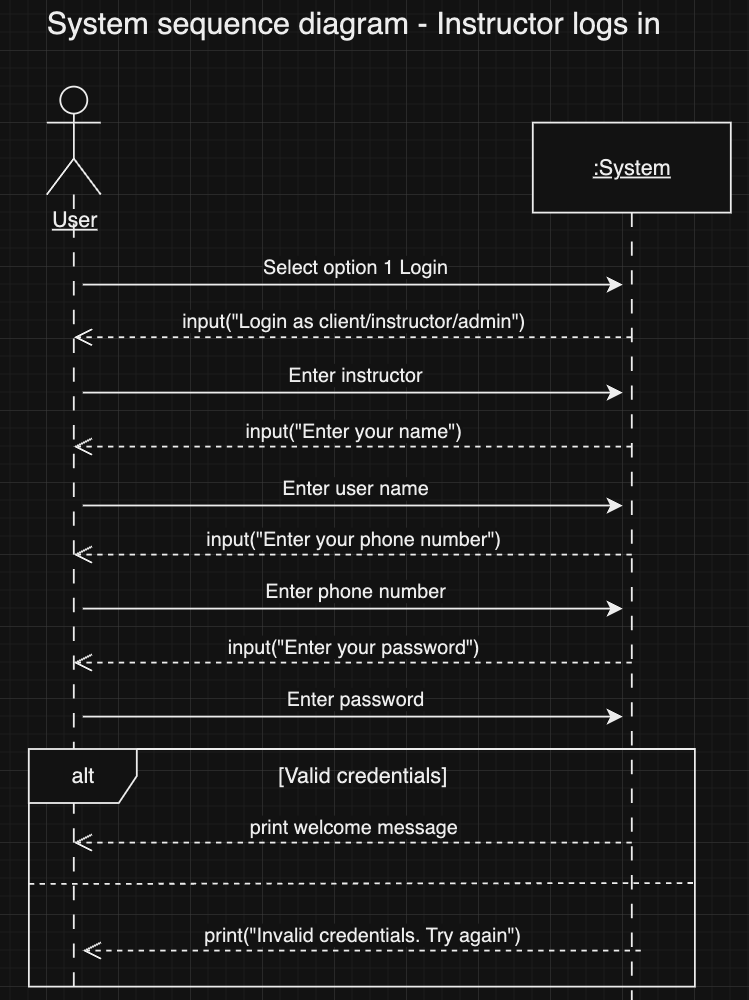 System sequence diagram - Instructor logs in
:System
User
Select option 1 Login
input("Login as client/instructor/admin")
Enter instructor
input("Enter your name")
Enter user name
input("Enter your phone number")
Enter phone number
input("Enter your password")
Enter password
alt
[Valid credentials]
print welcome message
print("Invalid credentials. Try again")